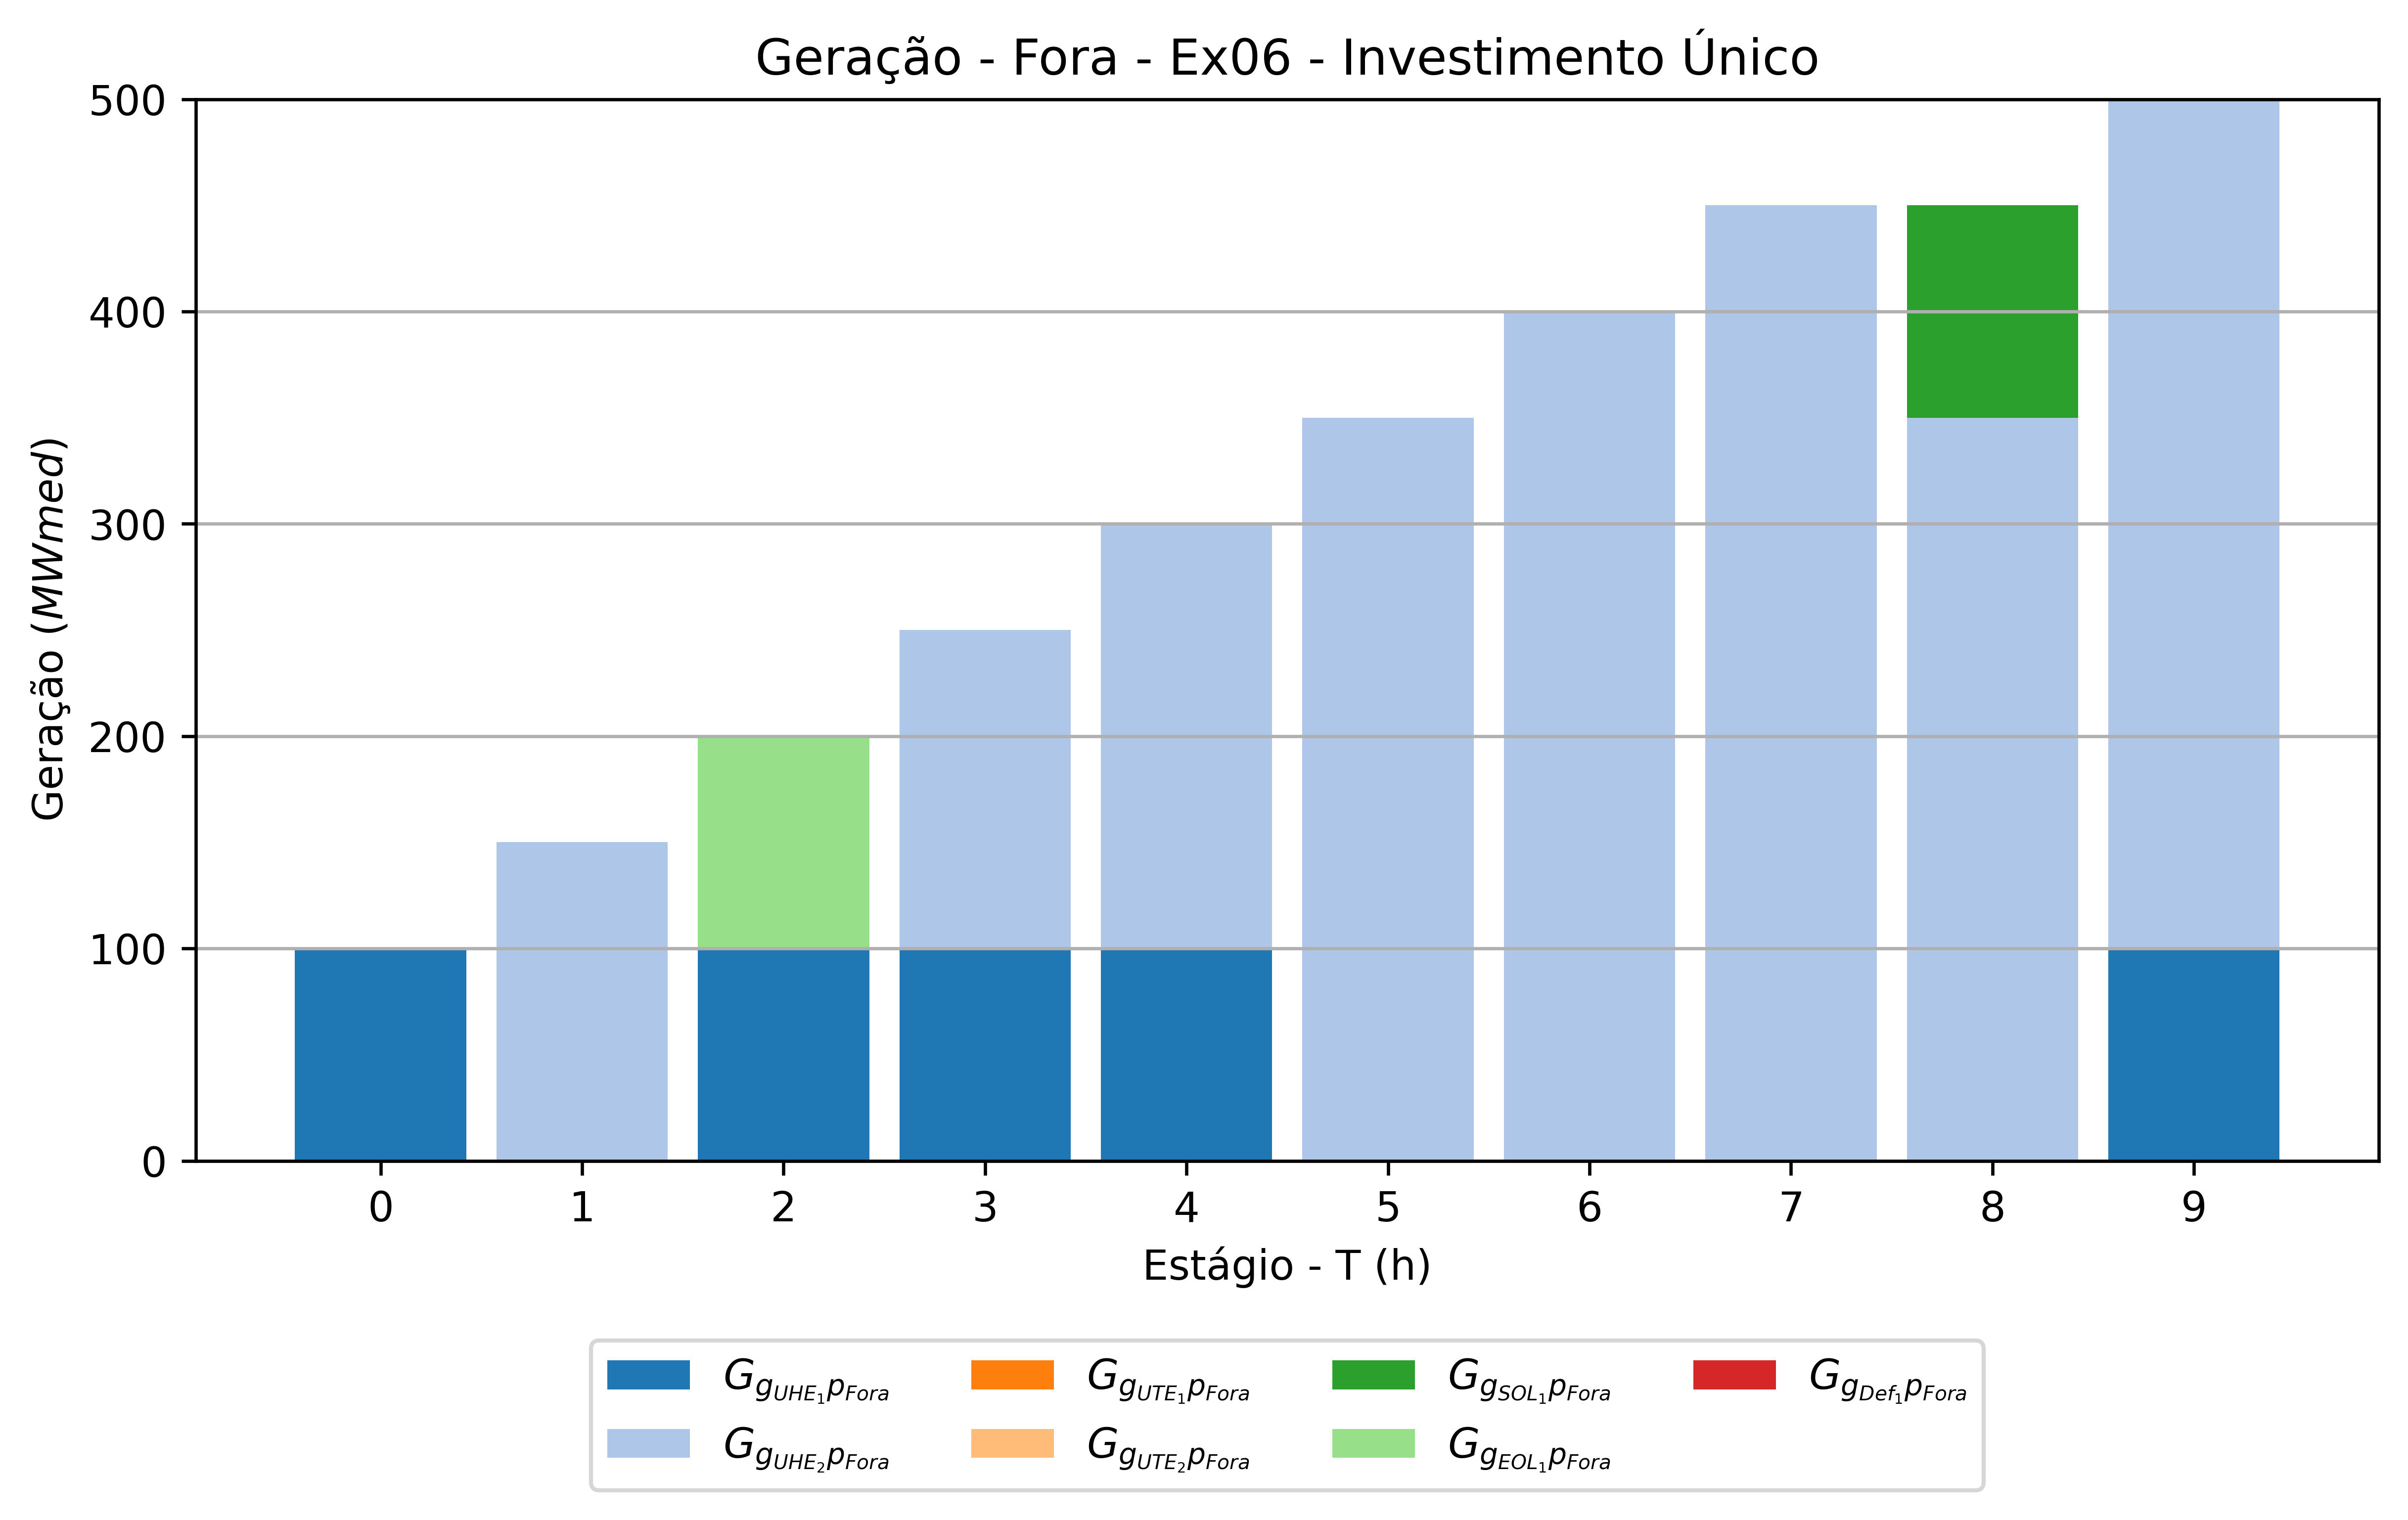 Geração - Fora - Ex06 - Investimento Único
500
400
300
200
100
0
Geração (MWmed)
0 1 2 3 4 5 6 7 8 9
Estágio - T (h)
G_{g_{UHE_1}p_{Fora}} G_{g_{UTE_1}p_{Fora}} G_{g_{SOL_1}p_{Fora}} G_{g_{Def_1}p_{Fora}}
G_{g_{UHE_2}p_{Fora}} G_{g_{UTE_2}p_{Fora}} G_{g_{EOL_1}p_{Fora}}